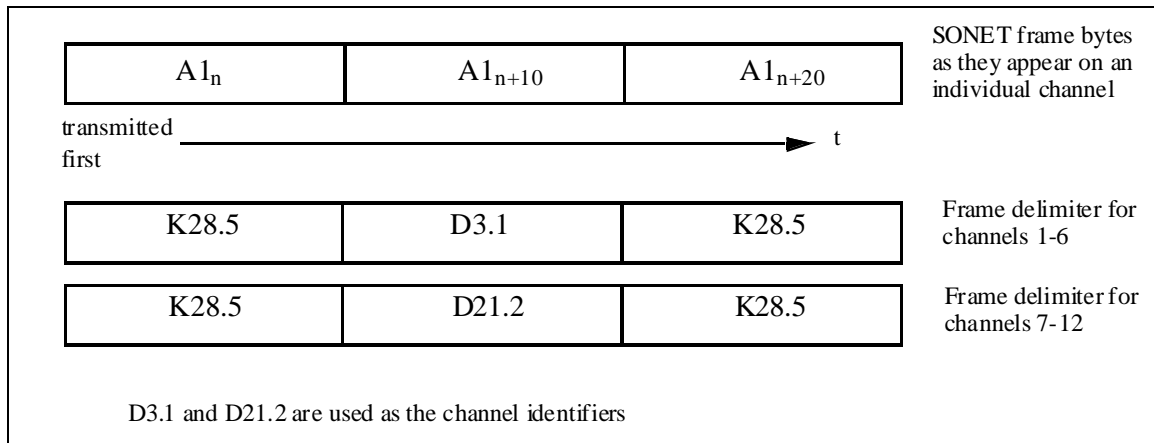 A1n A1n+10 A1n+20
SONET frame bytes
as they appear on an
individual channel
transmitted
first
t
K28.5 D3.1 K28.5
Frame delimiter for
channels 1-6
K28.5 D21.2 K28.5
Frame delimiter for
channels 7-12
D3.1 and D21.2 are used as the channel identifiers